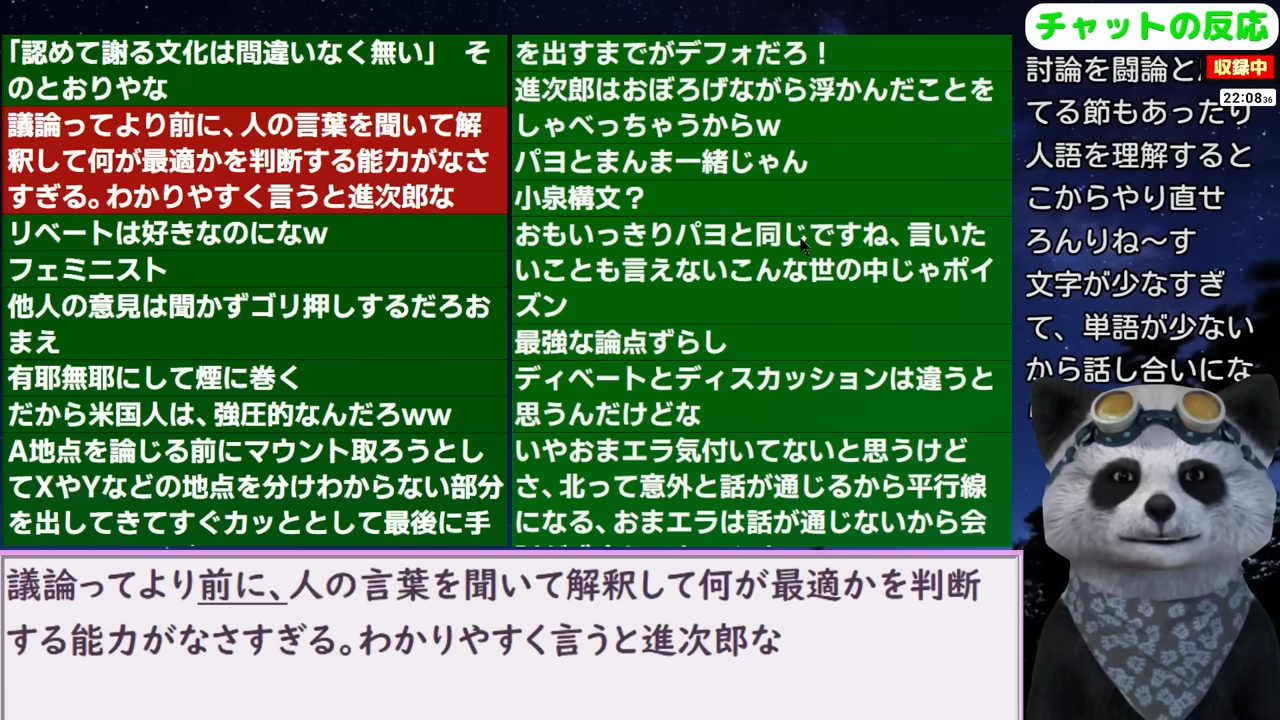 「認めて謝る文化は間違いなく無い」　そ
のとおりやな
議論ってより前に、人の言葉を聞いて解
釈して何が最適かを判断する能力がなさ
すぎる。わかりやすく言うと進次郎な
リベートは好きなのになw
フェミニスト
他人の意見は聞かずゴリ押しするだろお
まえ
有耶無耶にして煙に巻く
だから米国人は、強圧的なんだろww
A地点を論じる前にマウント取ろうとし
てXやYなどの地点を分けわからない部分
を出してきてすぐカッととして最後に手
を出すまでがデフォだろ！
進次郎はおぼろげながら浮かんだことを
しゃべっちゃうからw
パヨとまんま一緒じゃん
小泉構文？
おもいっきりパヨと同じですね、言いた
いことも言えないこんな世の中じゃポイ
ズン
最強な論点ずらし
ディベートとディスカッションは違うと
思うんだけどな
いやおまエラ気付いてないと思うけど
さ、北って意外と話が通じるから平行線
になる、おまエラは話が通じないから会
チャットの反応
収録中
22:08 36
討論を闘論と
てる節もあったり
人語を理解すると
こからやり直せ
ろんりね～す
文字が少なすぎ
て、単語が少ない
から話し合いにな
議論ってより前に、人の言葉を聞いて解釈して何が最適かを判断
する能力がなさすぎる。わかりやすく言うと進次郎な